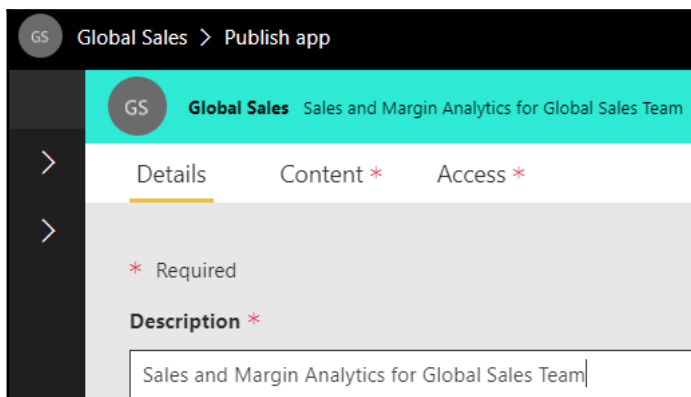 GS Global Sales > Publish app
GS Global Sales Sales and Margin Analytics for Global Sales Team
Details Content * Access *
* Required
Description *
Sales and Margin Analytics for Global Sales Team